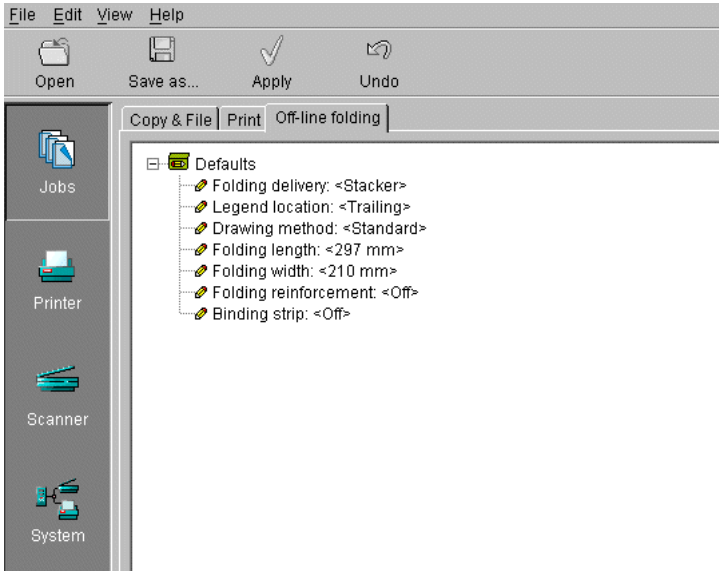 File Edit View Help
Open Save as... Apply Undo
Copy & File Print Off-line folding
Jobs
Printer
Scanner
System
Defaults
Folding delivery: <Stacker>
Legend location: <Trailing>
Drawing method: <Standard>
Folding length: <297 mm>
Folding width: <210 mm>
Folding reinforcement: <Off>
Binding strip: <Off>